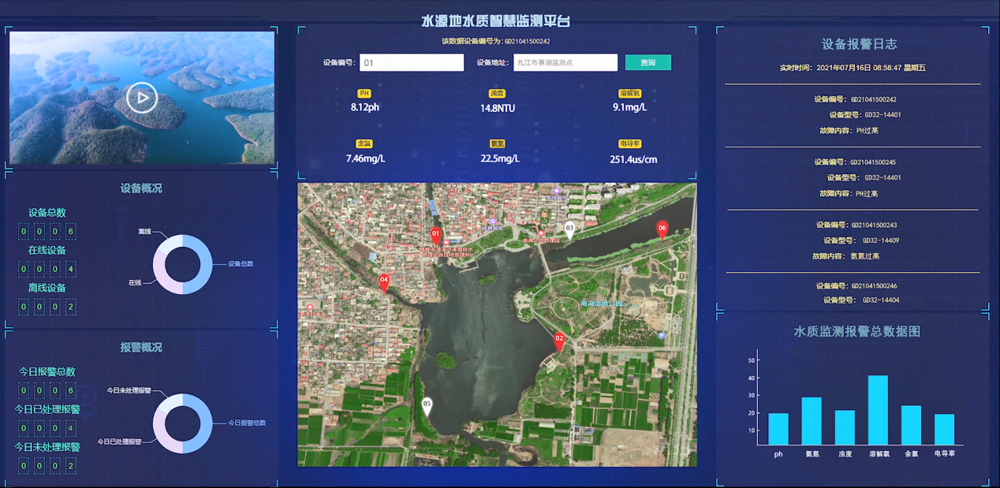 水源地水质智慧监测平台
该数据设备编号为:GD21041500242
设备编号: 01 设备地址: 九江市赛湖监测点 查询
PH 浊度 溶解氧
8.12ph 14.8NTU 9.1mg/L
余氯 氨氮 电导率
7.46mg/L 22.5mg/L 251.4us/cm
设备概况
设备总数
0 0 0 6
在线设备
0 0 0 4
离线设备
0 0 0 2
离线
设备总数
在线
报警概况
今日报警总数
0 0 0 6
今日已处理报警
0 0 0 4
今日未处理报警
0 0 0 2
今日未处理报警
今日报警总数
今日已处理报警
01
03
06
04
南湖湿地公园
02
P
05
设备报警日志
实时时间: 2021年07月16日 08:58:47 星期五
设备编号: GD21041500242
设备型号: GD32-14401
故障内容: PH过高
设备编号: GD21041500245
设备型号: GD32-14401
故障内容: PH过高
设备编号: GD21041500243
设备型号: GD32-14409
故障内容: 氨氮过高
设备编号: GD21041500246
设备型号: GD32-14404
水质监测报警总数据图
50
40
30
20
10
ph 氨氮 浊度 溶解氧 余氯 电导率